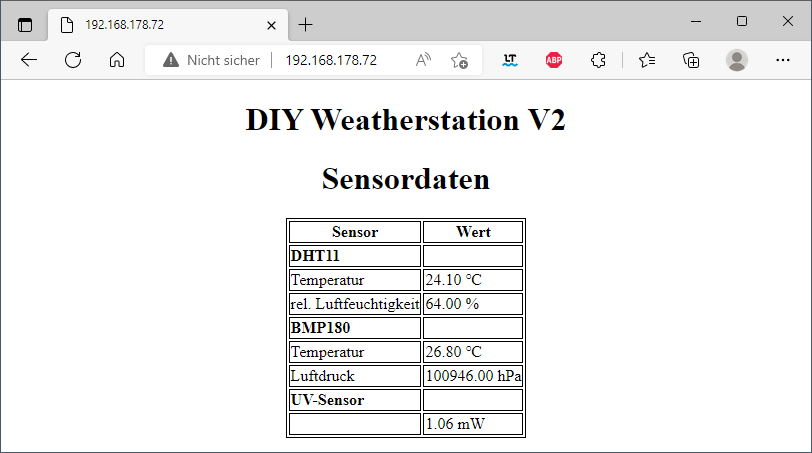 192.168.178.72
Nicht sicher 192.168.178.72 A LT ABP
DIY Weatherstation V2
Sensordaten
Sensor Wert
DHT11
Temperatur 24.10 °C
rel. Luftfeuchtigkeit 64.00 %
BMP180
Temperatur 26.80 °C
Luftdruck 100946.00 hPa
UV-Sensor
1.06 mW